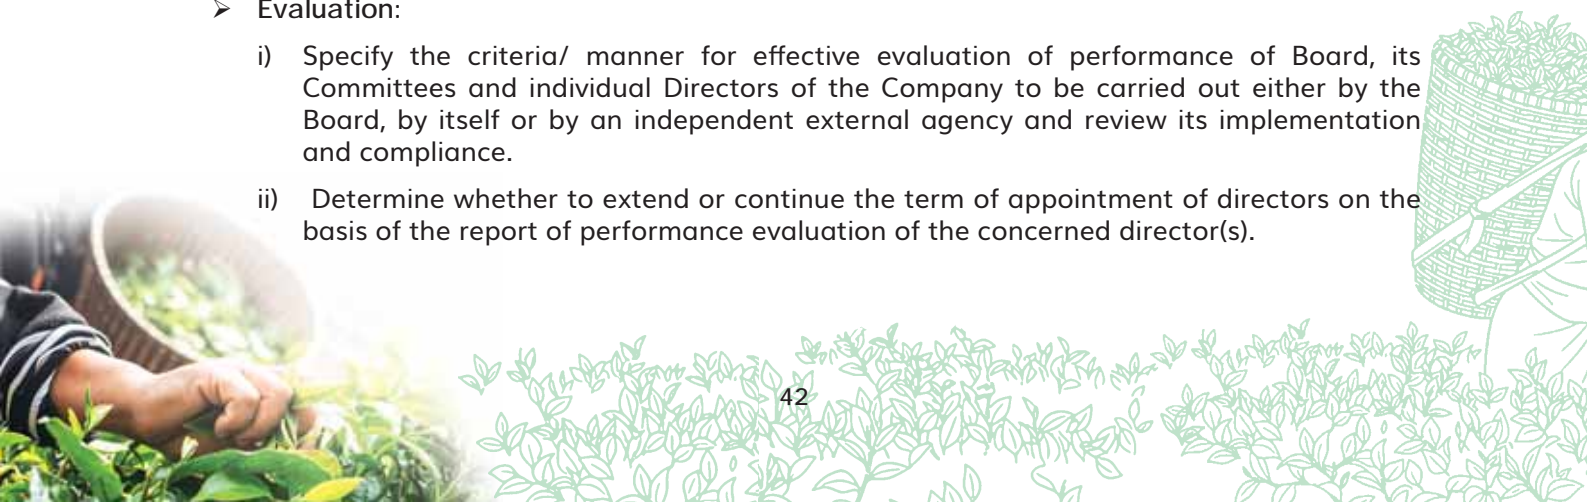 ➢ Evaluation:
i) Specify the criteria/ manner for effective evaluation of performance of Board, its
Committees and individual Directors of the Company to be carried out either by the
Board, by itself or by an independent external agency and review its implementation
and compliance.
ii) Determine whether to extend or continue the term of appointment of directors on the
basis of the report of performance evaluation of the concerned director(s).
42